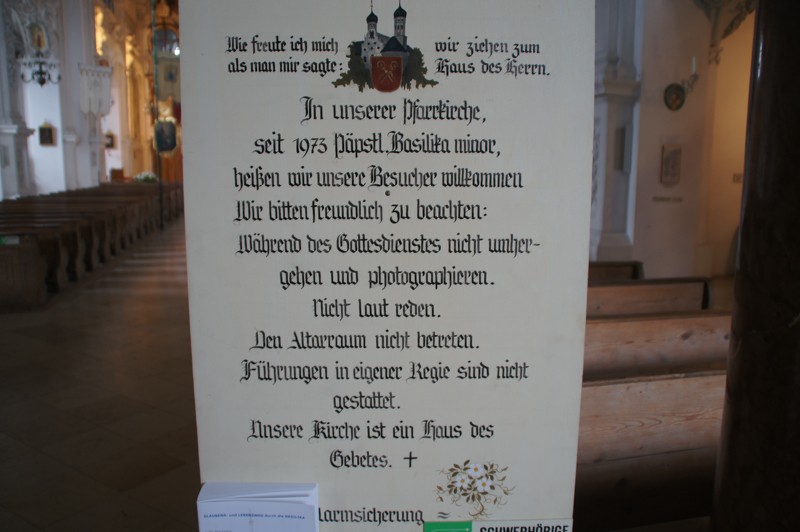 Wie freute ich mich
als man mir sagte:
wir ziehen zum
Haus des Herrn.
In unserer Pfarrkirche,
seit 1973 Päpstl. Basilika minor,
heißen wir unsere Besucher willkommen
Wir bitten freundlich zu beachten:
Während des Gottesdienstes nicht umher-
gehen und photographieren.
Nicht laut reden.
Den Altarraum nicht betreten.
Führungen in eigener Regie sind nicht
gestattet.
Unsere Kirche ist ein Haus des
Gebetes. +
larmsicherung
SCHWERHÖRIGE